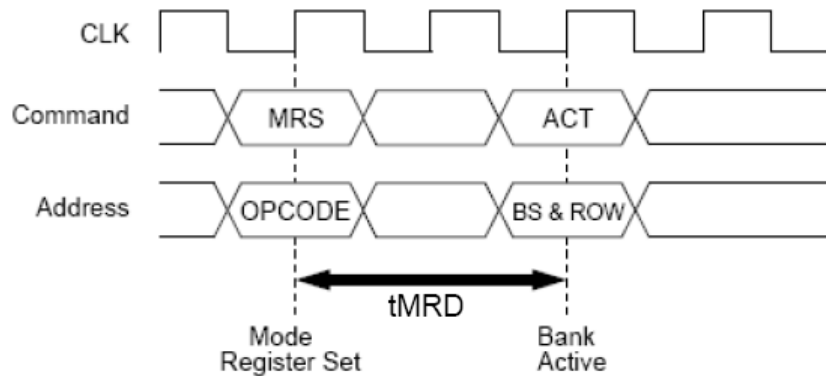 CLK
Command
MRS
ACT
Address
OPCODE
BS & ROW
tMRD
Mode
Register Set
Bank
Active